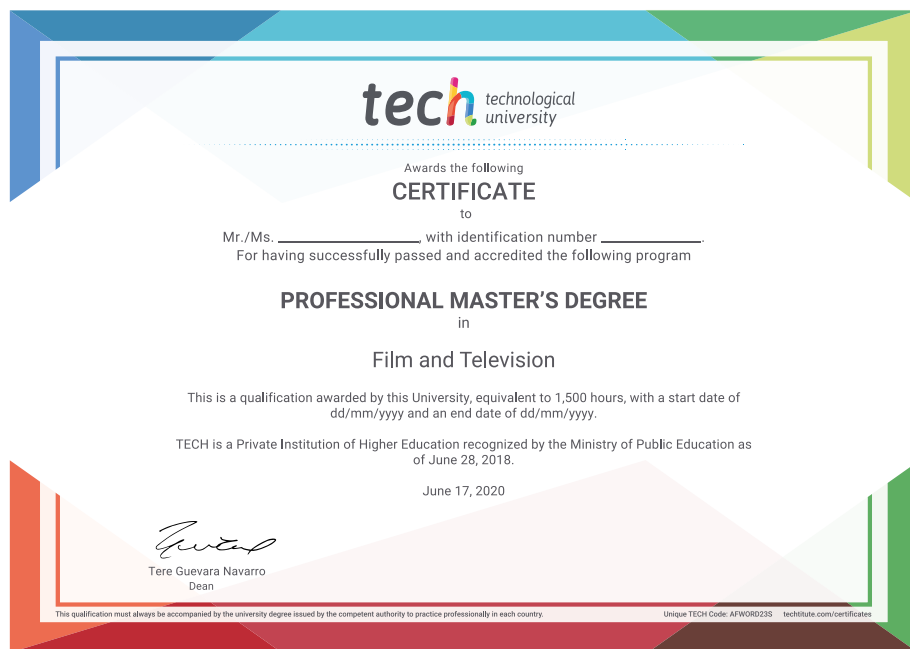 tech technological
university
Awards the following
CERTIFICATE
to
Mr./Ms. ____________, with identification number ____________.
For having successfully passed and accredited the following program
PROFESSIONAL MASTER'S DEGREE
in
Film and Television
This is a qualification awarded by this University, equivalent to 1,500 hours, with a start date of
dd/mm/yyyy and an end date of dd/mm/yyyy.
TECH is a Private Institution of Higher Education recognized by the Ministry of Public Education as
of June 28, 2018.
June 17, 2020
Tere Guevara Navarro
Dean
This qualification must always be accompanied by the university degree issued by the competent authority to practice professionally in each country.
Unique TECH Code: AFWORD23S techtitute.com/certificates